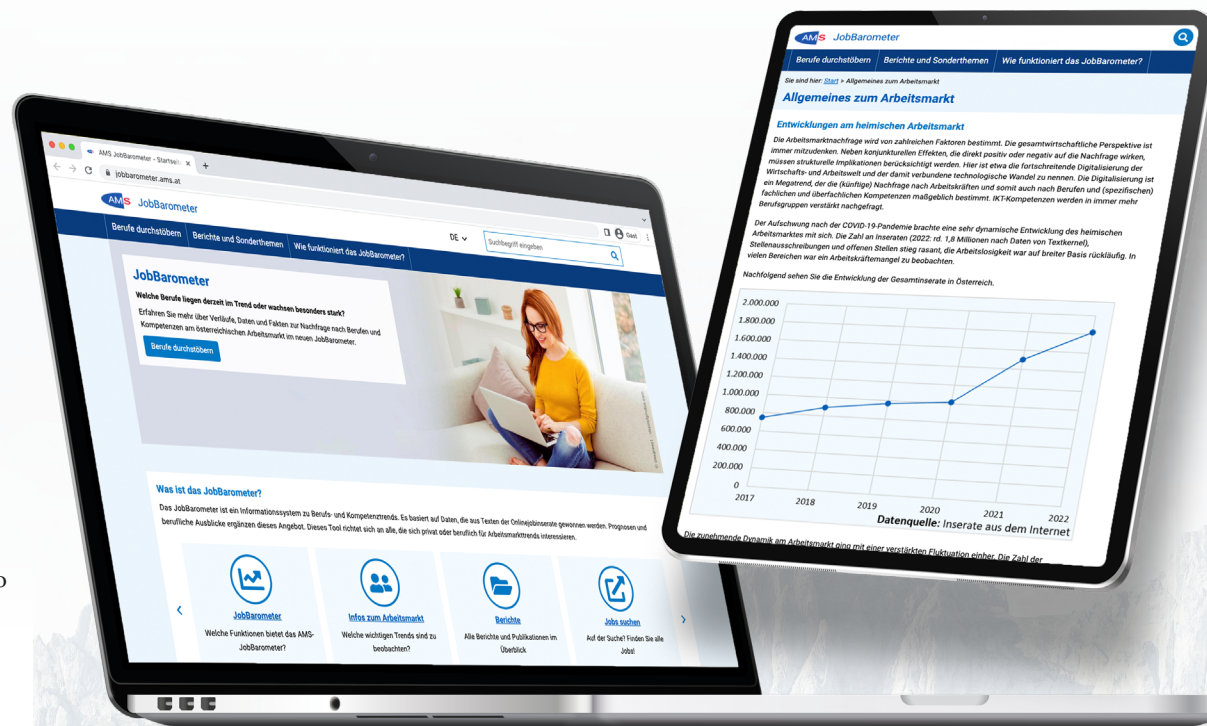 AMS JobBarometer - Startseite
jobbarometer.ams.at
Gast
AMS JobBarometer
DE
Suchbegriff eingeben
Berufe durchstöbern Berichte und Sonderthemen Wie funktioniert das JobBarometer?
JobBarometer
Welche Berufe liegen derzeit im Trend oder wachsen besonders stark?
Erfahren Sie mehr über Verläufe, Daten und Fakten zur Nachfrage nach Berufen und
Kompetenzen am österreichischen Arbeitsmarkt im neuen JobBarometer.
Berufe durchstöbern
Was ist das JobBarometer?
Das JobBarometer ist ein Informationssystem zu Berufs- und Kompetenztrends. Es basiert auf Daten, die aus Texten der Onlinejobinserate gewonnen werden. Prognosen und
berufliche Ausblicke ergänzen dieses Angebot. Dieses Tool richtet sich an alle, die sich privat oder beruflich für Arbeitsmarkttrends interessieren.
JobBarometer
Welche Funktionen bietet das AMS-
JobBarometer?
Infos zum Arbeitsmarkt
Welche wichtigen Trends sind zu
beobachten?
Berichte
Alle Berichte und Publikationen im
Überblick
Jobs suchen
Auf der Suche? Finden Sie alle
Jobs!
AMS JobBarometer
Berufe durchstöbern Berichte und Sonderthemen Wie funktioniert das JobBarometer?
Sie sind hier: Start > Allgemeines zum Arbeitsmarkt
Allgemeines zum Arbeitsmarkt
Entwicklungen am heimischen Arbeitsmarkt
Die Arbeitsmarktnachfrage wird von zahlreichen Faktoren bestimmt. Die gesamtwirtschaftliche Perspektive ist
immer mitzudenken. Neben konjunkturellen Effekten, die direkt positiv oder negativ auf die Nachfrage wirken,
müssen strukturelle Implikationen berücksichtigt werden. Hier ist etwa die fortschreitende Digitalisierung der
Wirtschafts- und Arbeitswelt und der damit verbundene technologische Wandel zu nennen. Die Digitalisierung ist
ein Megatrend, der die (künftige) Nachfrage nach Arbeitskräften und somit auch nach Berufen und (spezifischen)
fachlichen und überfachlichen Kompetenzen maßgeblich bestimmt. IKT-Kompetenzen werden in immer mehr
Berufsgruppen verstärkt nachgefragt.
Der Aufschwung nach der COVID-19-Pandemie brachte eine sehr dynamische Entwicklung des heimischen
Arbeitsmarktes mit sich. Die Zahl an Inseraten (2022: rd. 1,8 Millionen nach Daten von Textkernel),
Stellenausschreibungen und offenen Stellen stieg rasant, die Arbeitslosigkeit war auf breiter Basis rückläufig. In
vielen Bereichen war ein Arbeitskräftemangel zu beobachten.
Nachfolgend sehen Sie die Entwicklung der Gesamtinserate in Österreich.
2.000.000
1.800.000
1.600.000
1.400.000
1.200.000
1.000.000
800.000
600.000
400.000
200.000
0
2017 2018 2019 2020 2021 2022
Datenquelle: Inserate aus dem Internet
Die zunehmende Dynamik am Arbeitsmarkt ging mit einer verstärkten Fluktuation einher. Die Zahl der